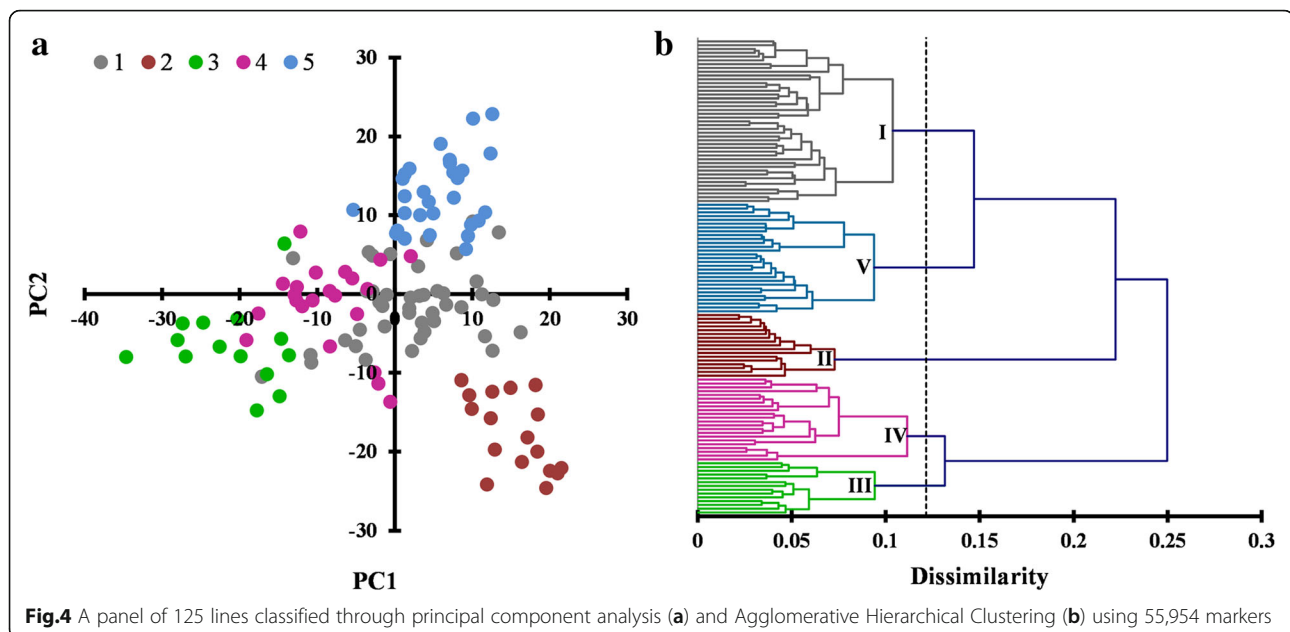 a
1 2 3 4 5
30
20
10
0
-40 -30 -20 -10 0 10 20 30
-10
-20
-30
PC2
PC1
b
I
V
II
IV
III
0 0.05 0.1 0.15 0.2 0.25 0.3
Dissimilarity
Fig.4 A panel of 125 lines classified through principal component analysis (a) and Agglomerative Hierarchical Clustering (b) using 55,954 markers